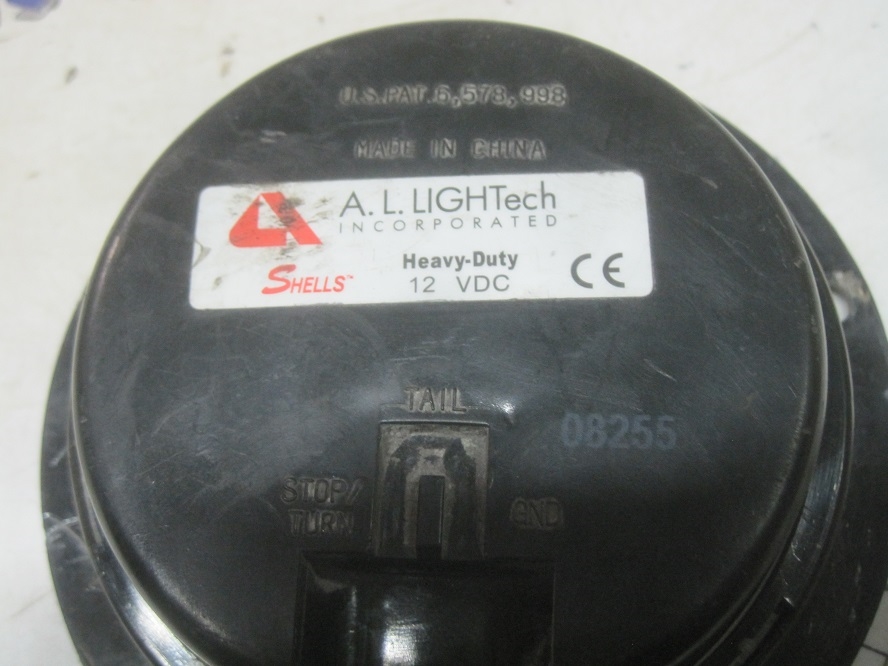 U.S.PAT.6,578,998
MADE IN CHINA
A. L. LIGHTech
INCORPORATED
Heavy-Duty
SHELLS™
12 VDC
CE
TAIL
08255
STOP/
TURN
GND